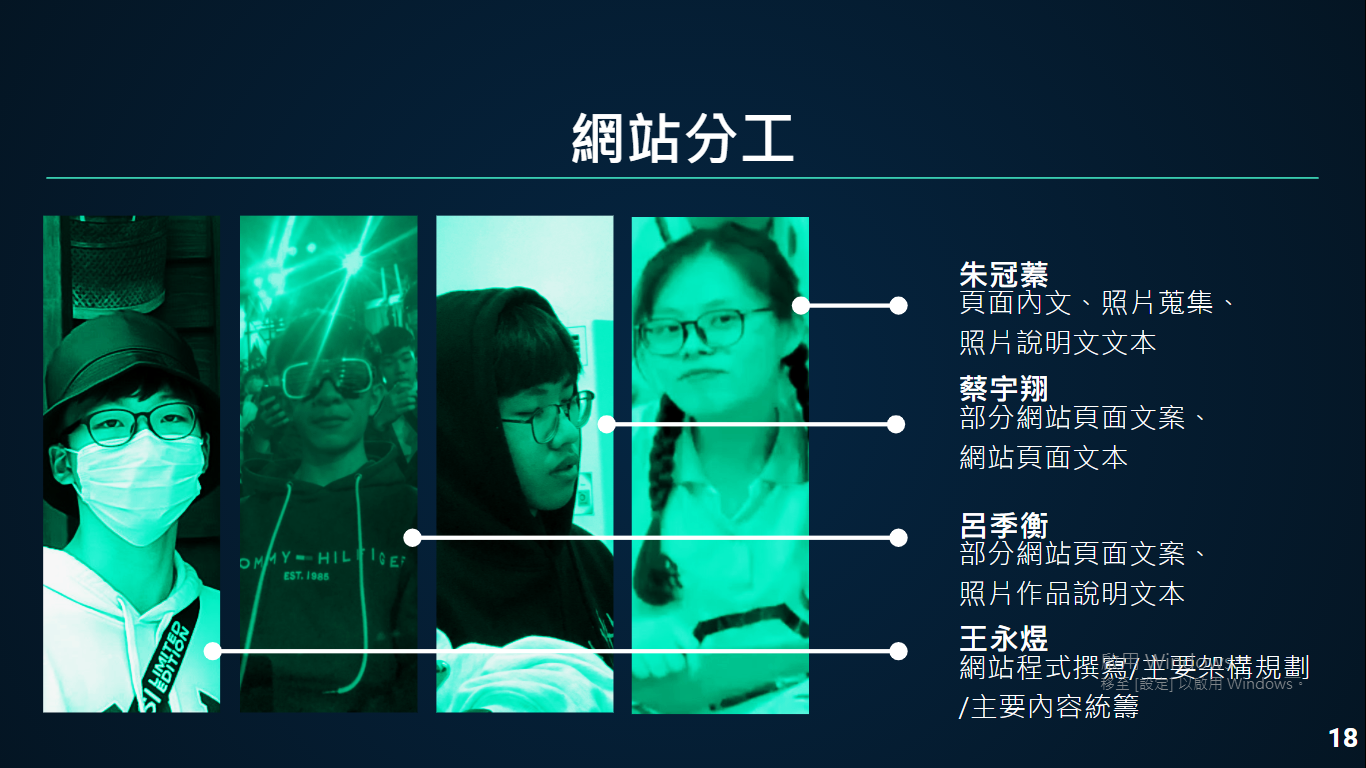 網站分工
朱冠蓁
頁面內文、照片蒐集、
照片說明文文本
蔡宇翔
部分網站頁面文案、
網站頁面文本
呂季衡
部分網站頁面文案、
照片作品說明文本
王永煜
網站程式撰寫/主要架構規劃
/主要內容統籌
啟用 Windows
移至 [設定] 以啟用 Windows。
OMMY HILFIGER
EST. 1985
LIMITED
EDITION
18